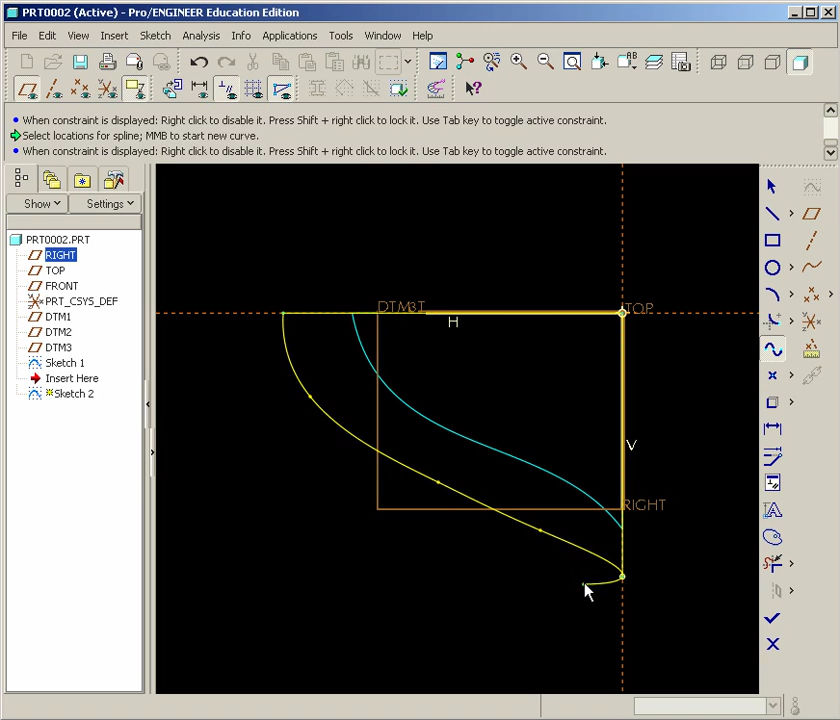 PRT0002 (Active) - Pro/ENGINEER Education Edition
File Edit View Insert Sketch Analysis Info Applications Tools Window Help
When constraint is displayed: Right click to disable it. Press Shift + right click to lock it. Use Tab key to toggle active constraint.
Select locations for spline; MMB to start new curve.
When constraint is displayed: Right click to disable it. Press Shift + right click to lock it. Use Tab key to toggle active constraint.
Show Settings
PRT0002.PRT
RIGHT
TOP
FRONT
PRT_CSYS_DEF
DTM1
DTM2
DTM3
Sketch 1
Insert Here
Sketch 2
TOP
H
V
RIGHT